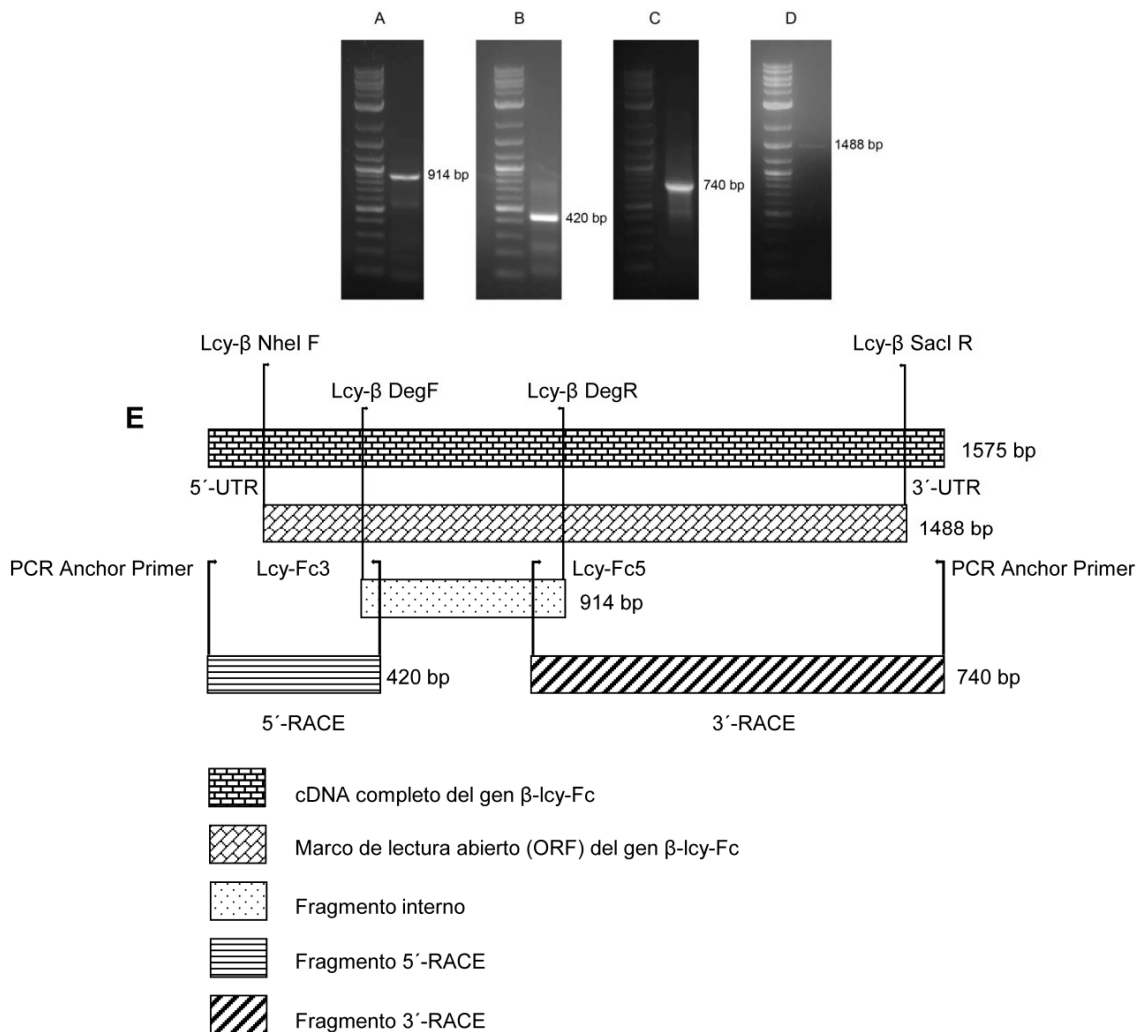 A B C D
914 bp
420 bp
740 bp
1488 bp
Lcy-β NheI F
Lcy-β SacI R
Lcy-β DegF
Lcy-β DegR
E
1575 bp
5´-UTR
3´-UTR
1488 bp
PCR Anchor Primer
Lcy-Fc3
Lcy-Fc5
PCR Anchor Primer
914 bp
420 bp
740 bp
5´-RACE
3´-RACE
cDNA completo del gen β-lcy-Fc
Marco de lectura abierto (ORF) del gen β-lcy-Fc
Fragmento interno
Fragmento 5´-RACE
Fragmento 3´-RACE